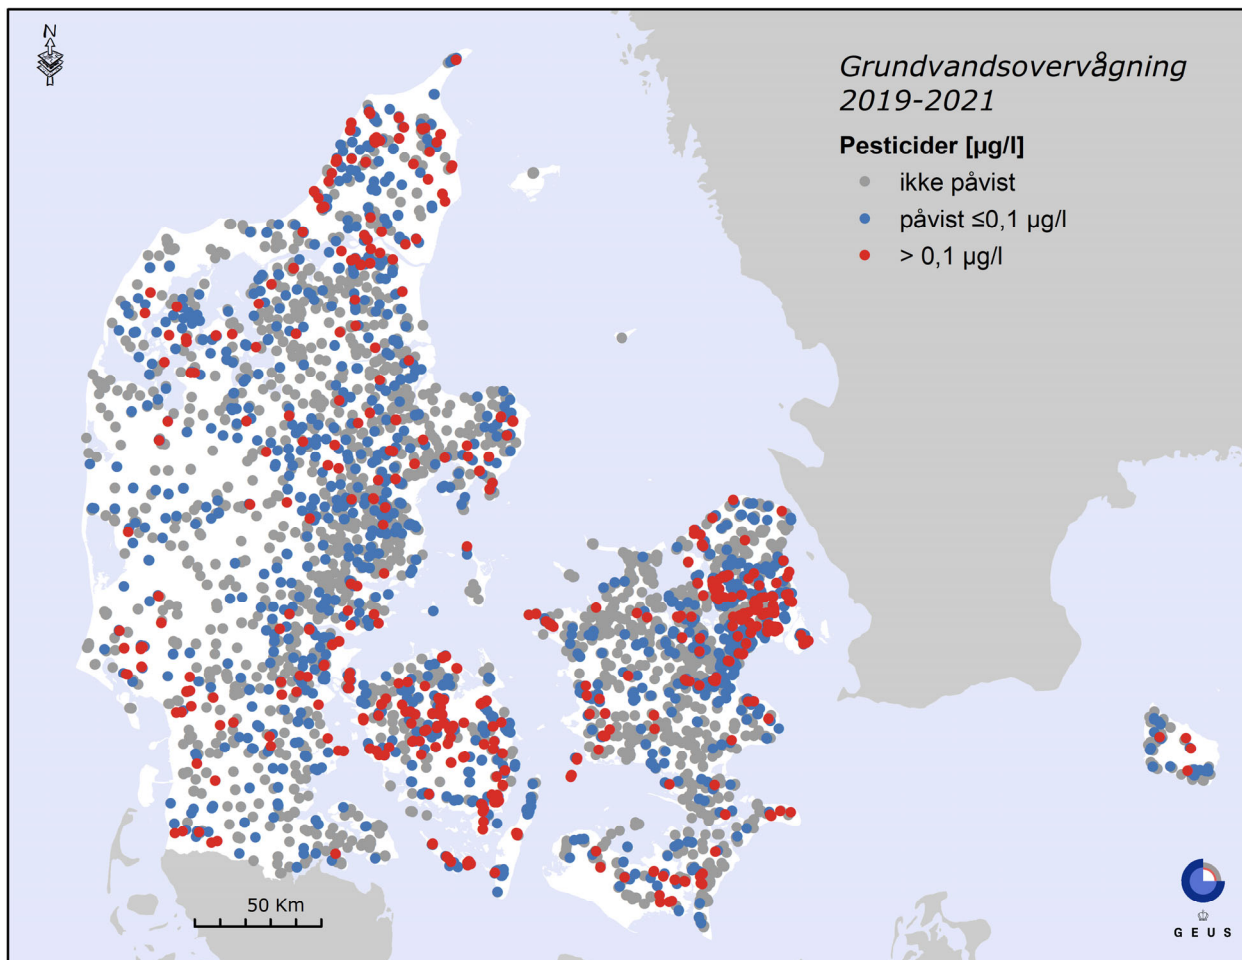 N
Grundvandsovervågning
2019-2021
Pesticider [µg/l]
ikke påvist
påvist ≤0,1 µg/l
> 0,1 µg/l
50 Km
GEUS